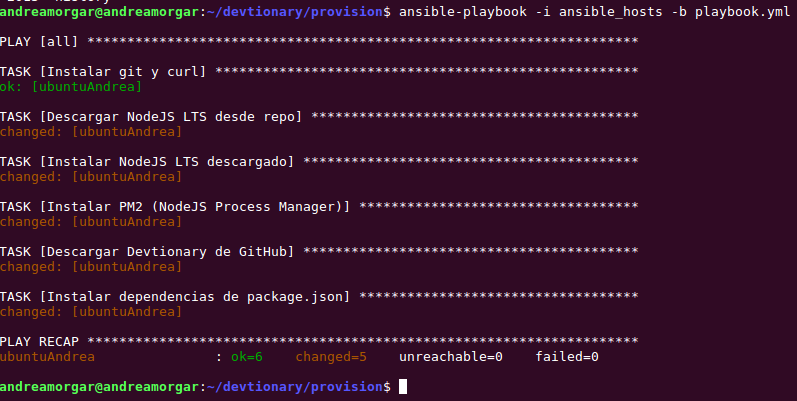 andreamorgar@andreamorgar:~/devtionary/provision$ ansible-playbook -i ansible_hosts -b playbook.yml
PLAY [all] *********************************************************************
TASK [Instalar git y curl] *****************************************************
ok: [ubuntuAndrea]
TASK [Descargar NodeJS LTS desde repo] *****************************************
changed: [ubuntuAndrea]
TASK [Instalar NodeJS LTS descargado] ******************************************
changed: [ubuntuAndrea]
TASK [Instalar PM2 (NodeJS Process Manager)] ***********************************
changed: [ubuntuAndrea]
TASK [Descargar Devtionary de GitHub] ******************************************
changed: [ubuntuAndrea]
TASK [Instalar dependencias de package.json] ***********************************
changed: [ubuntuAndrea]
PLAY RECAP *********************************************************************
ubuntuAndrea               : ok=6    changed=5    unreachable=0    failed=0
andreamorgar@andreamorgar:~/devtionary/provision$